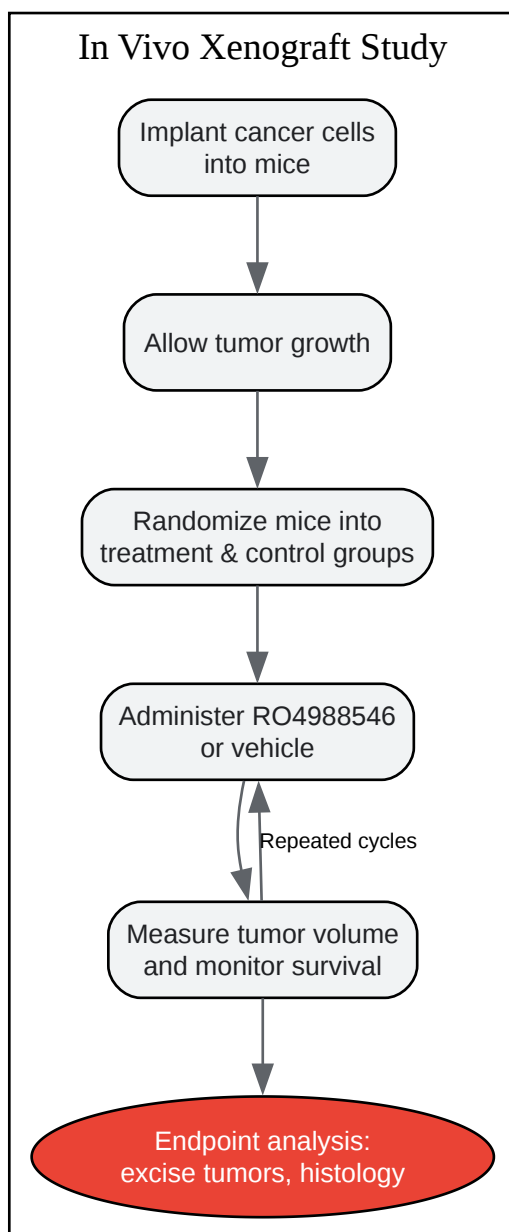 In Vivo Xenograft Study
Implant cancer cells
into mice
Allow tumor growth
Randomize mice into
treatment & control groups
Administer RO4988546
or vehicle
Repeated cycles
Measure tumor volume
and monitor survival
Endpoint analysis:
excise tumors, histology